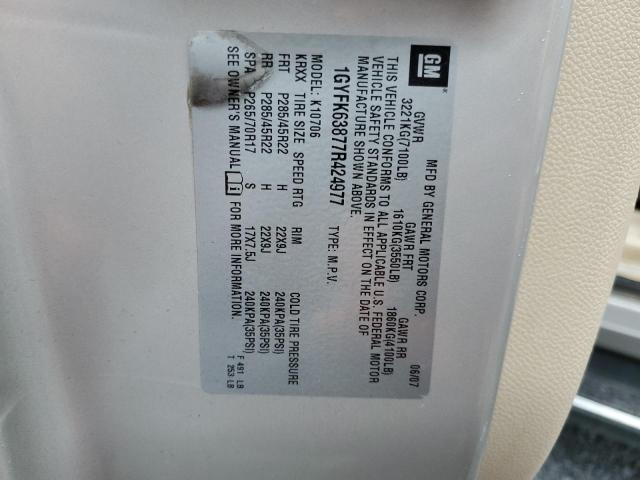 GM
MFD BY GENERAL MOTORS CORP. 06/07
GVWR GAWR FRT GAWR RR
3221KG(7100LB) 1610KG(3550LB) 1860KG(4100LB)
THIS VEHICLE CONFORMS TO ALL APPLICABLE U.S. FEDERAL MOTOR
VEHICLE SAFETY STANDARDS IN EFFECT ON THE DATE OF
MANUFACTURE SHOWN ABOVE.
1GYFK63877R424977 TYPE: M.P.V.
MODEL: K10706
KRXX TIRE SIZE SPEED RTG RIM COLD TIRE PRESSURE
FRT P285/45R22 H 22X9J 240KPA(35PSI)
RR P285/45R22 H 22X9J 240KPA(35PSI)
SPA P265/70R17 S 17X7.5J 240KPA(35PSI)
SEE OWNER'S MANUAL i FOR MORE INFORMATION.
F 491 LB
T 253 LB